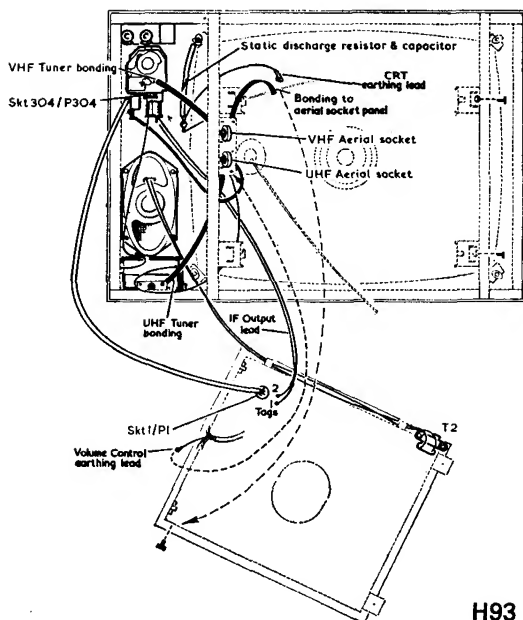 Static discharge resistor & capacitor
VHF Tuner bonding
CRT
earthing lead
Skt 304/P304
Bonding to
aerial socket panel
VHF Aerial socket
UHF Aerial socket
UHF Tuner
bonding
IF Output
lead
2
1
Tags
Skt1/P1
T2
Volume Control
earthing lead
H93